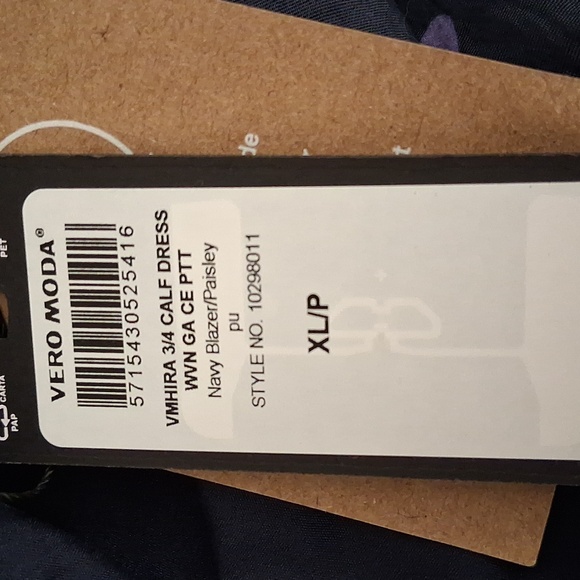 VERO MODA®
5715430525416
VMHIRA 3/4 CALF DRESS
WVN GA CE PTT
Navy Blazer/Paisley
pu
STYLE NO. 10298011
XL/P
PET
CARTA
PAP
de
t